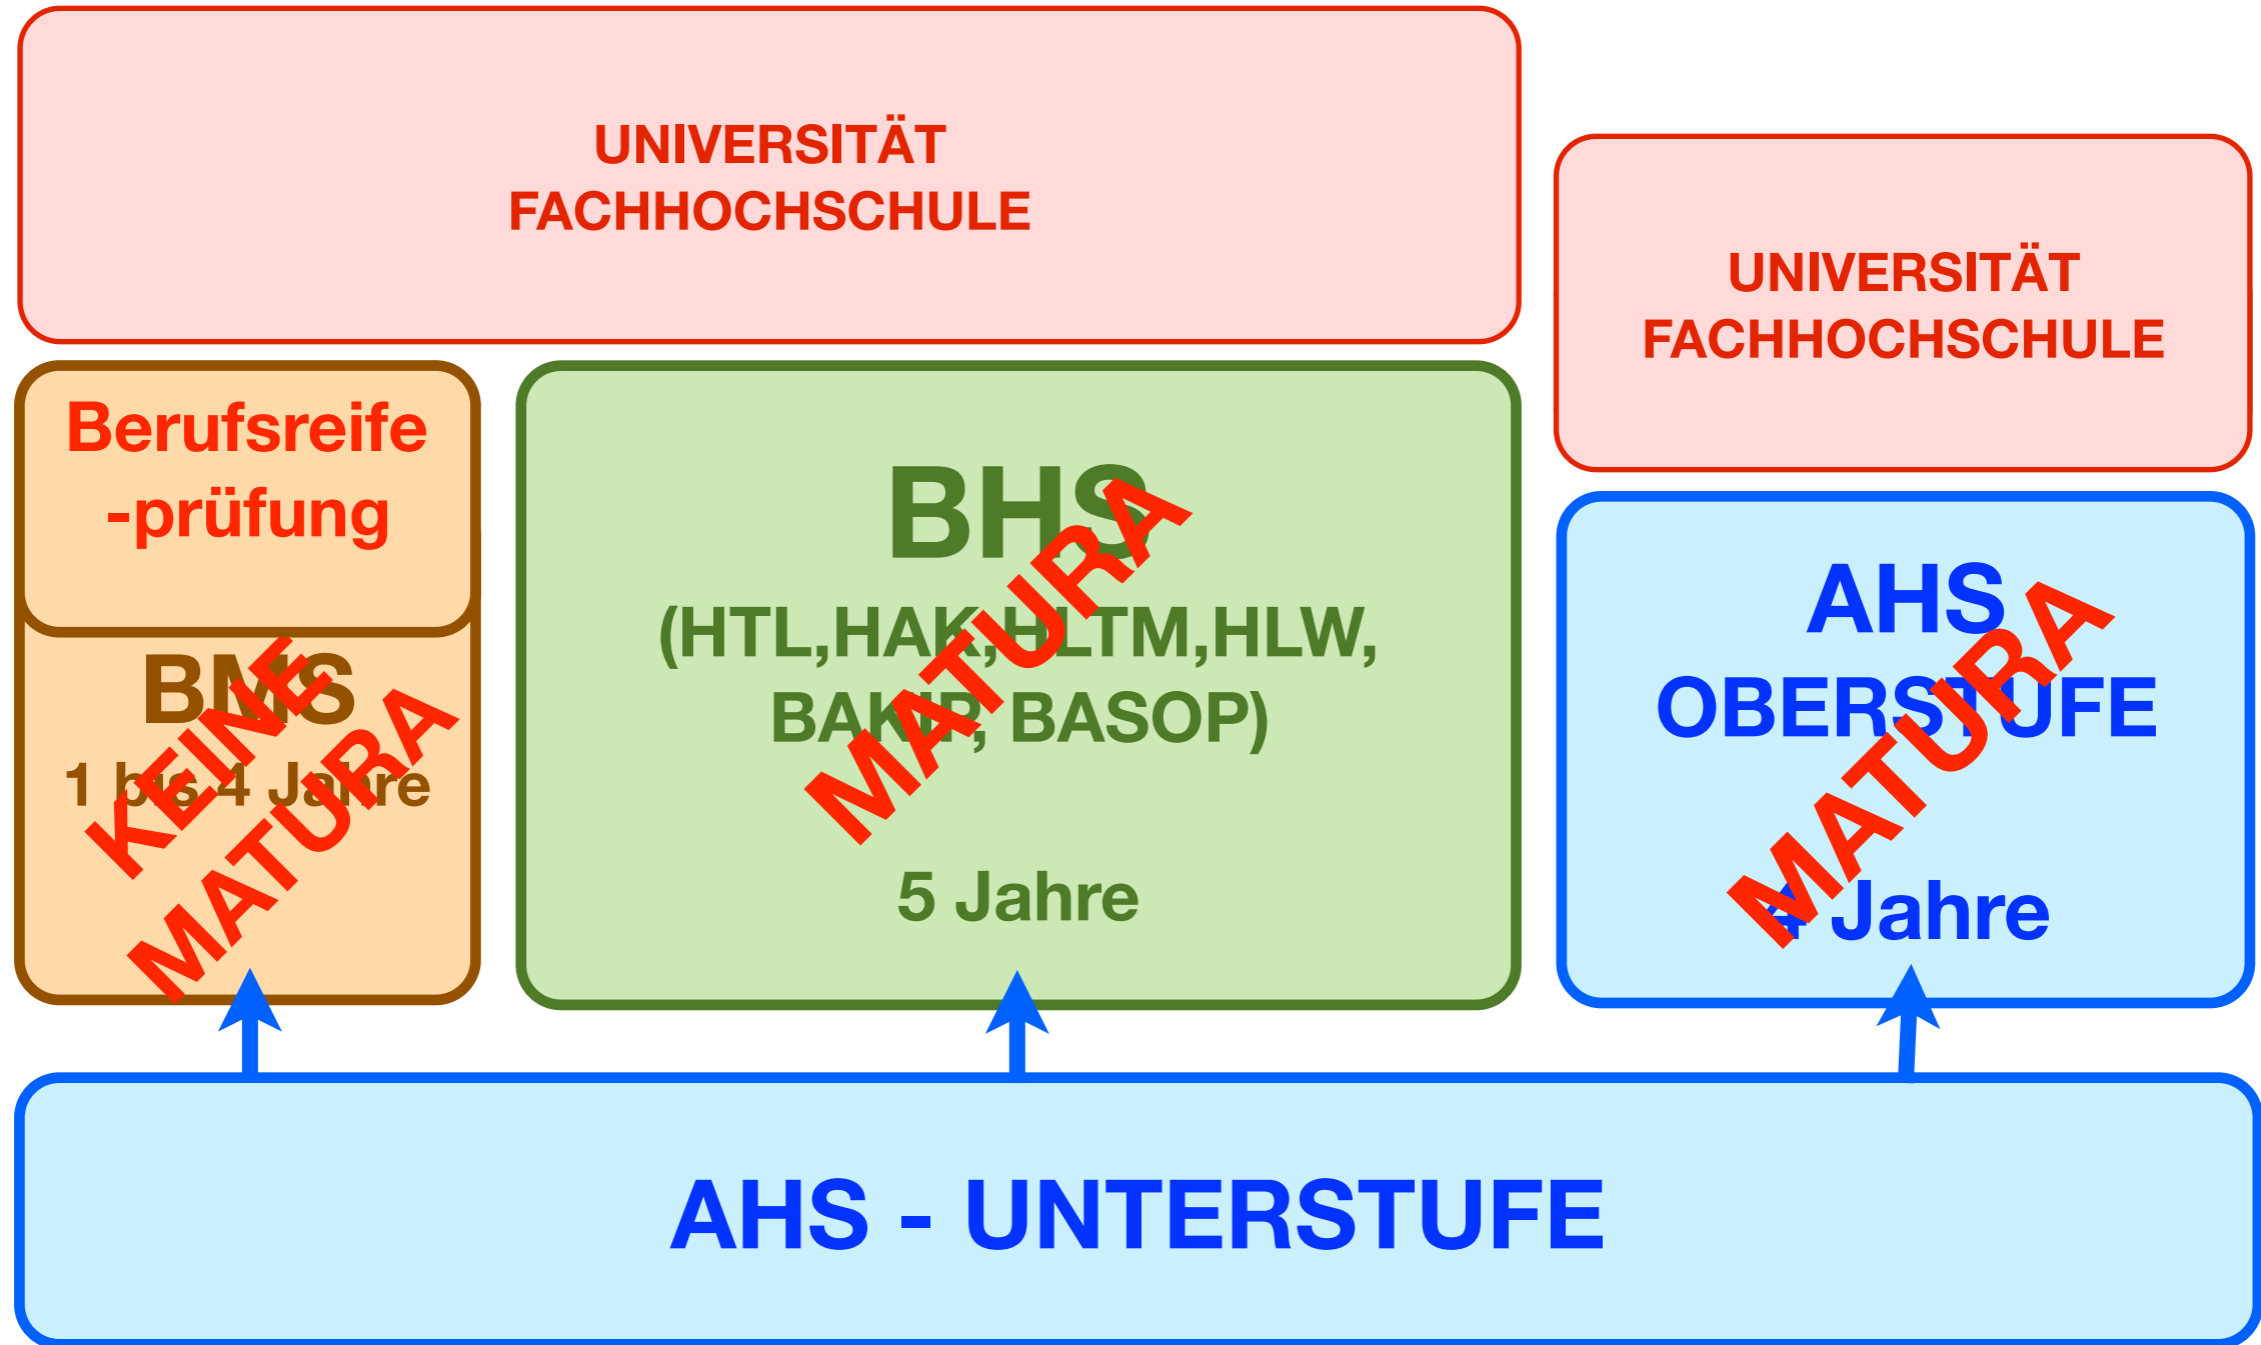 UNIVERSITÄT
FACHHOCHSCHULE
UNIVERSITÄT
FACHHOCHSCHULE
Berufsreife
-prüfung
BMS
1 bis 4 Jahre
KEINE
MATURA
BHS
(HTL,HAK,HLTM,HLW,
BAKIP, BASOP)
5 Jahre
MATURA
AHS
OBERSTUFE
4 Jahre
MATURA
AHS - UNTERSTUFE